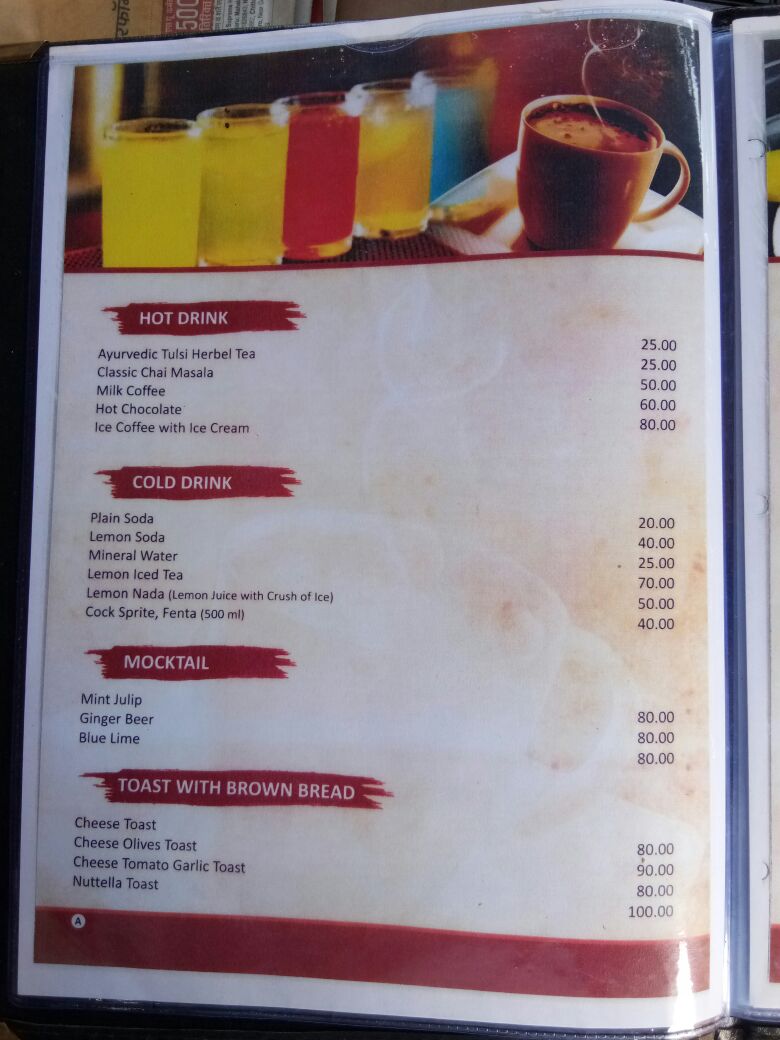 500
HOT DRINK
Ayurvedic Tulsi Herbel Tea 25.00
Classic Chai Masala 25.00
Milk Coffee 50.00
Hot Chocolate 60.00
Ice Coffee with Ice Cream 80.00
COLD DRINK
Plain Soda 20.00
Lemon Soda 40.00
Mineral Water 25.00
Lemon Iced Tea 70.00
Lemon Nada (Lemon Juice with Crush of Ice) 50.00
Cock Sprite, Fenta (500 ml) 40.00
MOCKTAIL
Mint Julip 80.00
Ginger Beer 80.00
Blue Lime 80.00
TOAST WITH BROWN BREAD
Cheese Toast 80.00
Cheese Olives Toast 90.00
Cheese Tomato Garlic Toast 80.00
Nuttella Toast 100.00
A